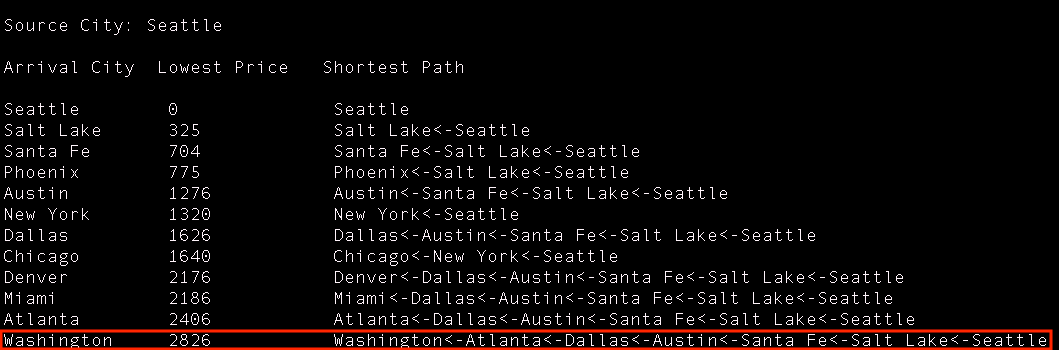 Source City: Seattle
Arrival City  Lowest Price   Shortest Path
Seattle        0              Seattle
Salt Lake      325            Salt Lake<-Seattle
Santa Fe       704            Santa Fe<-Salt Lake<-Seattle
Phoenix        775            Phoenix<-Salt Lake<-Seattle
Austin         1276           Austin<-Santa Fe<-Salt Lake<-Seattle
New York       1320           New York<-Seattle
Dallas         1626           Dallas<-Austin<-Santa Fe<-Salt Lake<-Seattle
Chicago        1640           Chicago<-New York<-Seattle
Denver         2176           Denver<-Dallas<-Austin<-Santa Fe<-Salt Lake<-Seattle
Miami          2186           Miami<-Dallas<-Austin<-Santa Fe<-Salt Lake<-Seattle
Atlanta        2406           Atlanta<-Dallas<-Austin<-Santa Fe<-Salt Lake<-Seattle
Washington     2826           Washington<-Atlanta<-Dallas<-Austin<-Santa Fe<-Salt Lake<-Seattle